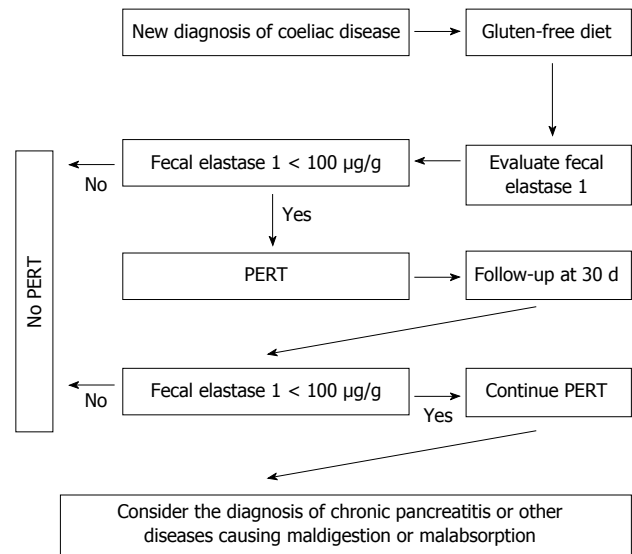 New diagnosis of coeliac disease
Gluten-free diet
Evaluate fecal
elastase 1
Fecal elastase 1 < 100 µg/g
No
Yes
No PERT
PERT
Follow-up at 30 d
Fecal elastase 1 < 100 µg/g
No
Yes
Continue PERT
Consider the diagnosis of chronic pancreatitis or other
diseases causing maldigestion or malabsorption